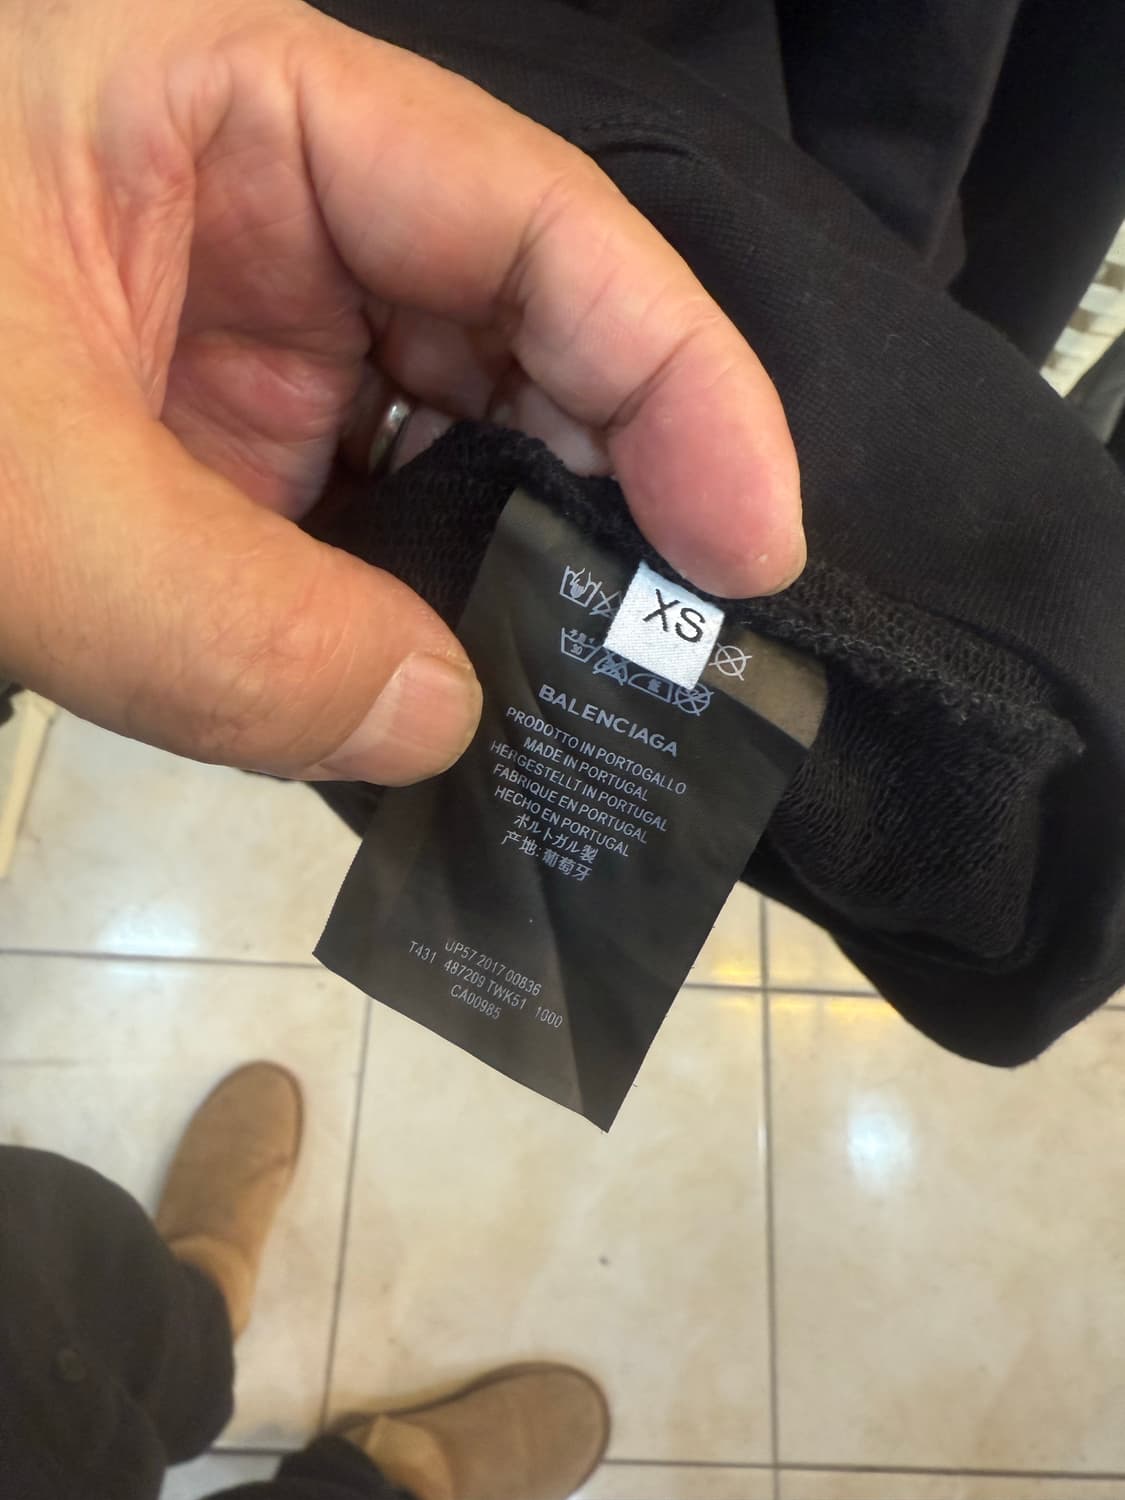 XS
30
BALENCIAGA
PRODOTTO IN PORTOGALLO
MADE IN PORTUGAL
HERGESTELLT IN PORTUGAL
FABRIQUE EN PORTUGAL
HECHO EN PORTUGAL
ポルトガル製
产地:葡萄牙
UP57 2017 00836
T431 487209 TWK51 1000
CA00985